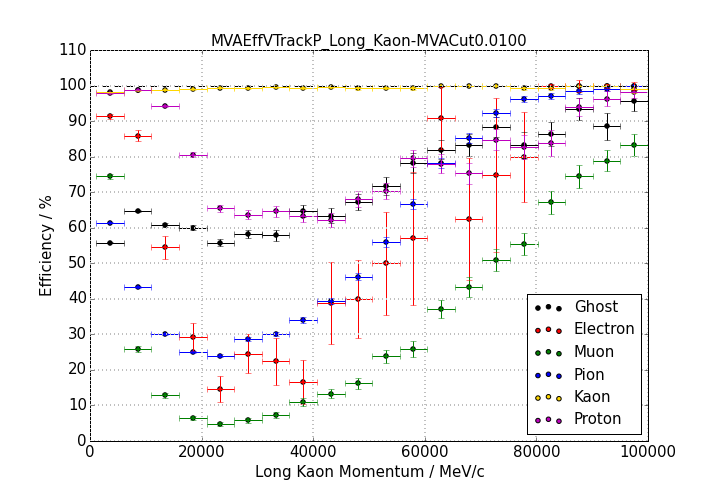 MVAEffVTrackP_Long_Kaon-MVACut0.0100
110
100
90
80
70
60
50
40
30
20
10
0
Efficiency / %
Ghost
Electron
Muon
Pion
Kaon
Proton
0 20000 40000 60000 80000 100000
Long Kaon Momentum / MeV/c